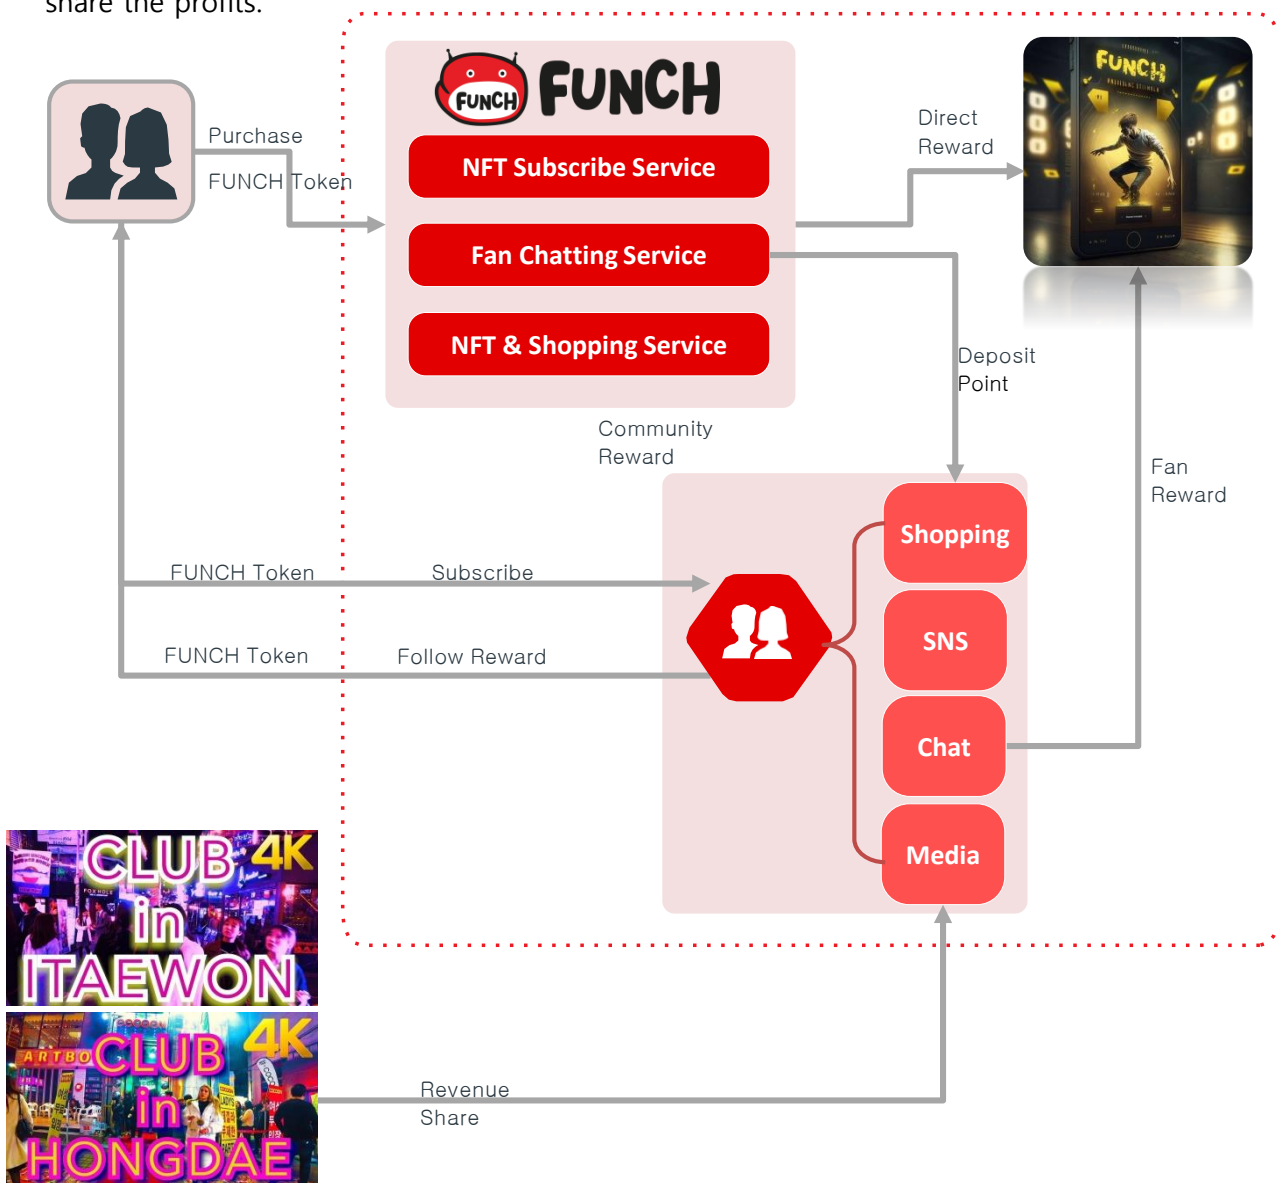 share the profits.
FUNCH
FUNCH
NFT Subscribe Service
Fan Chatting Service
NFT & Shopping Service
Purchase
FUNCH Token
Direct
Reward
FUNCH
Deposit
Point
Community
Reward
Fan
Reward
Shopping
SNS
Chat
Media
FUNCH Token
Subscribe
FUNCH Token
Follow Reward
CLUB 4K
in
ITAEWON
ARTBO
CLUB 4K
in
HONGDAE
Revenue
Share